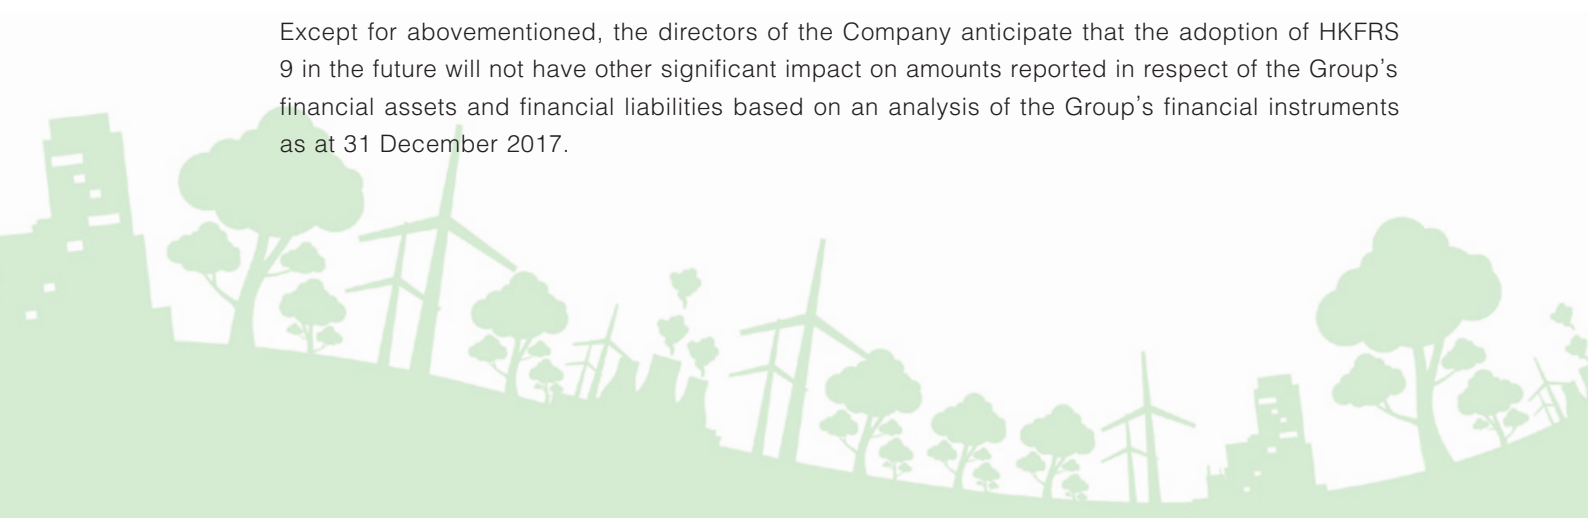 Except for abovementioned, the directors of the Company anticipate that the adoption of HKFRS
9 in the future will not have other significant impact on amounts reported in respect of the Group's
financial assets and financial liabilities based on an analysis of the Group's financial instruments
as at 31 December 2017.